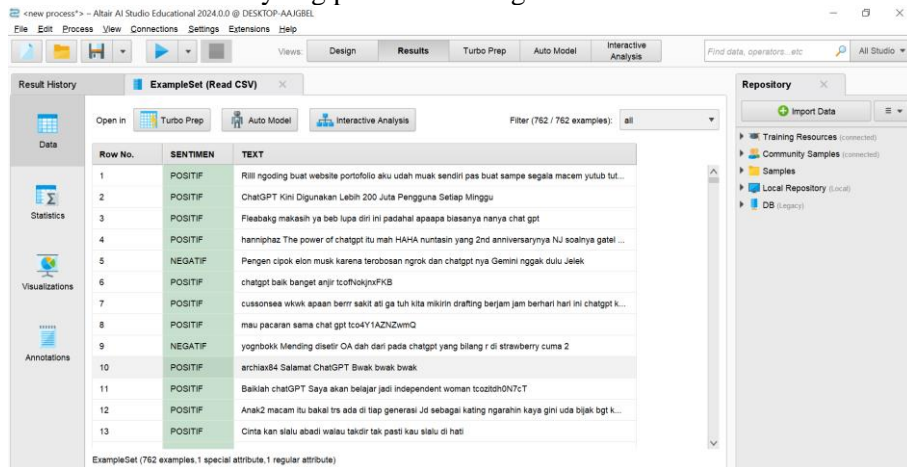 <new process*> – Altair AI Studio Educational 2024.0.0 @ DESKTOP-AAJGBEL
File Edit Process View Connections Settings Extensions Help
Views: Design Results Turbo Prep Auto Model Interactive Analysis
Find data, operators...etc All Studio
Result History
ExampleSet (Read CSV)
Repository
Data
Statistics
Visualizations
Annotations
Open in Turbo Prep Auto Model Interactive Analysis Filter (762 / 762 examples): all
Row No. SENTIMEN TEXT
1 POSITIF Rilll ngoding buat website portofolio aku udah muak sendiri pas buat sampe segala macem yutub tut...
2 POSITIF ChatGPT Kini Digunakan Lebih 200 Juta Pengguna Setiap Minggu
3 POSITIF Fleabakg makasih ya beb lupa diri ini padahal apaapa biasanya nanya chat gpt
4 POSITIF hanniphaz The power of chatgpt itu mah HAHA nuntasin yang 2nd anniversarynya NJ soalnya gatel ...
5 NEGATIF Pengen cipok elon musk karena terobosan ngrok dan chatgpt nya Gemini nggak dulu Jelek
6 POSITIF chatgpt baik banget anjir tcofNokjnxFKB
7 POSITIF cussonsea wkwk apaan berrr sakit ati ga tuh kita mikirin drafting berjam jam berhari hari ini chatgpt k...
8 POSITIF mau pacaran sama chat gpt tco4Y1AZNZwmQ
9 NEGATIF yognbokk Mending disetir OA dah dari pada chatgpt yang bilang r di strawberry cuma 2
10 POSITIF archiax84 Salamat ChatGPT Bwak bwak bwak
11 POSITIF Baiklah chatGPT Saya akan belajar jadi independent woman tcozitdh0N7cT
12 POSITIF Anak2 macam itu bakal trs ada di tiap generasi Jd sebagai kating ngarahin kaya gini uda bijak bgt k...
13 POSITIF Cinta kan slalu abadi walau takdir tak pasti kau slalu di hati
ExampleSet (762 examples,1 special attribute,1 regular attribute)
Import Data
Training Resources (connected)
Community Samples (connected)
Samples
Local Repository (Local)
DB (Legacy)